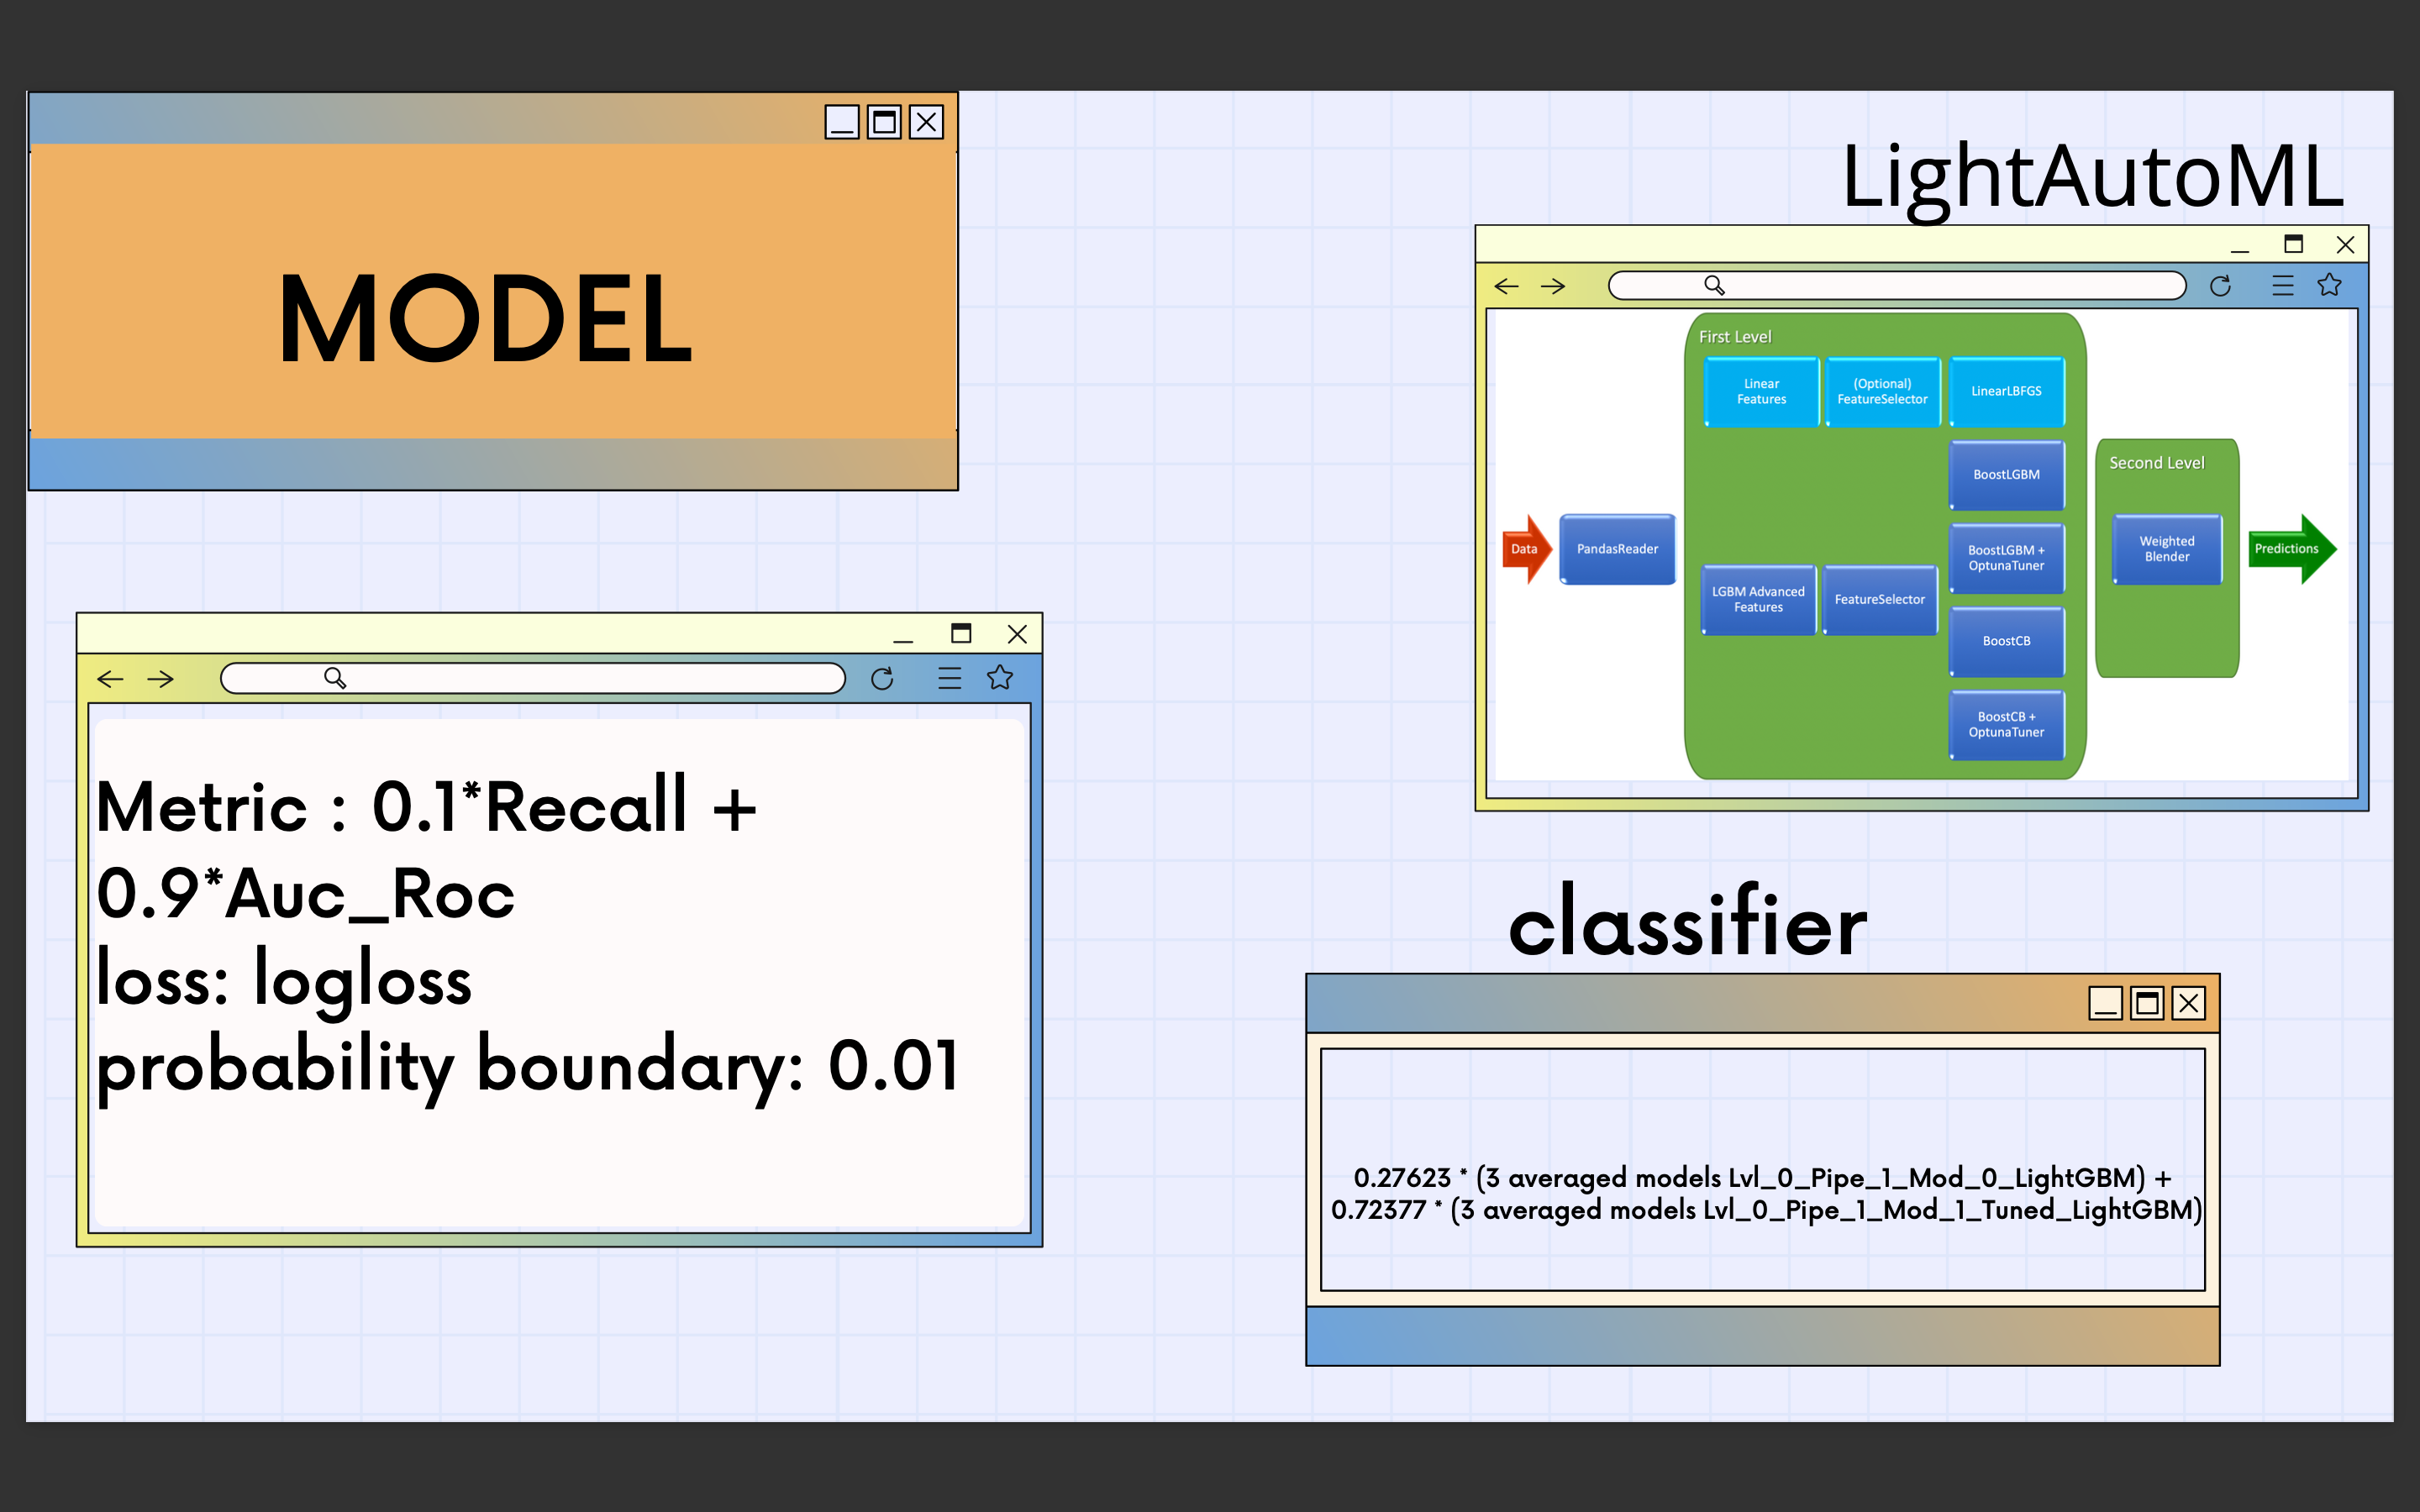 MODEL
Metric : 0.1*Recall +
0.9*Auc_Roc
loss: logloss
probability boundary: 0.01
LightAutoML
First Level
Linear
Features
(Optional)
FeatureSelector
LinearLBFGS
BoostLGBM
Second Level
Data
PandasReader
BoostLGBM +
OptunaTuner
Weighted
Blender
Predictions
LGBM Advanced
Features
FeatureSelector
BoostCB
BoostCB +
OptunaTuner
classifier
0.27623 * (3 averaged models Lvl_0_Pipe_1_Mod_0_LightGBM) +
0.72377 * (3 averaged models Lvl_0_Pipe_1_Mod_1_Tuned_LightGBM)